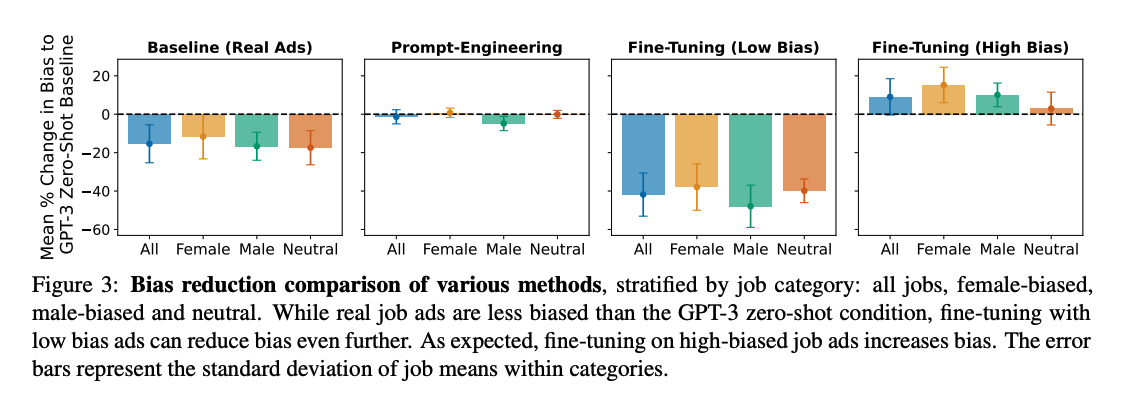 Baseline (Real Ads)
Prompt-Engineering
Fine-Tuning (Low Bias)
Fine-Tuning (High Bias)
Mean % Change in Bias to
GPT-3 Zero-Shot Baseline
20
0
−20
−40
−60
All Female Male Neutral
All Female Male Neutral
All Female Male Neutral
All Female Male Neutral
Figure 3: Bias reduction comparison of various methods, stratified by job category: all jobs, female-biased,
male-biased and neutral. While real job ads are less biased than the GPT-3 zero-shot condition, fine-tuning with
low bias ads can reduce bias even further. As expected, fine-tuning on high-biased job ads increases bias. The error
bars represent the standard deviation of job means within categories.